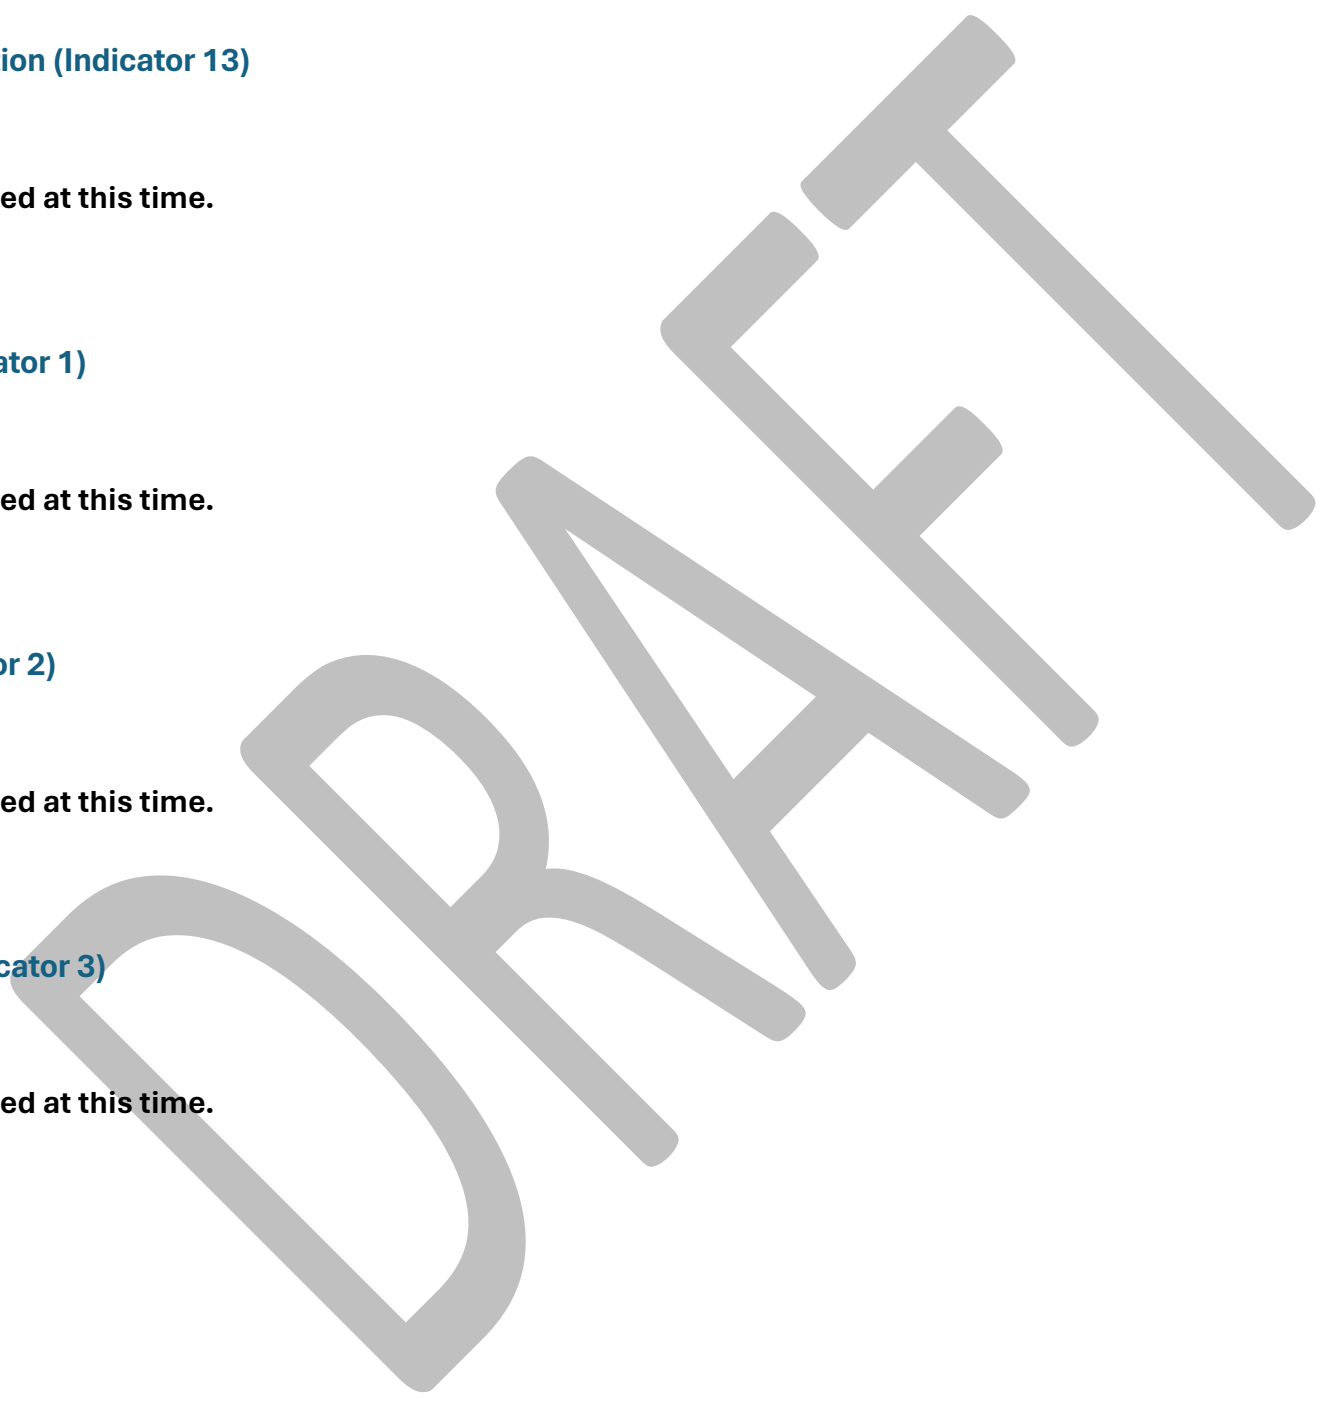 tion (Indicator 13)
ed at this time.
ator 1)
ed at this time.
or 2)
ed at this time.
cator 3)
ed at this time.
DRAFT